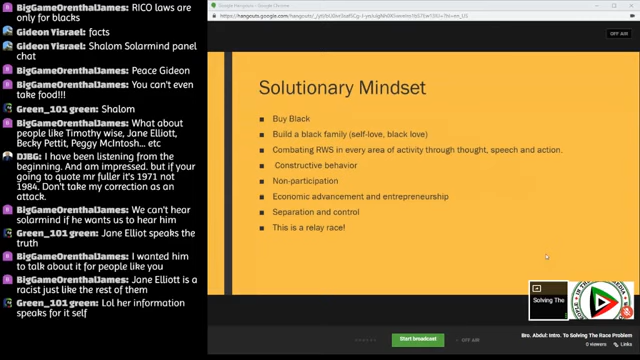 BigGameOrenthalJames: RICO laws are
only for blacks
Gideon Yisrael: facts
Gideon Yisrael: Shalom Solarmind panel
chat
BigGameOrenthalJames: Peace Gideon
BigGameOrenthalJames: You can't even
take food!!!
Green_101 green: Shalom
BigGameOrenthalJames: What about
people like Timothy wise, Jane Elliott,
Becky Pettit, Peggy McIntosh... etc
DJBG: I have been listening from the
beginning. And am impressed. but if your
going to quote mr fuller it's 1971 not
1984. Don't take my correction as an
attack.
BigGameOrenthalJames: We can't hear
solarmind if he wants us to hear him
Green_101 green: Jane Elliot speaks the
truth
BigGameOrenthalJames: I wanted him
to talk about it for people like you
BigGameOrenthalJames: Jane Elliott is a
racist just like the rest of them
Green_101 green: Lol her information
speaks for it self
Google Hangouts - Google Chrome
OFF AIR
Solutionary Mindset
Buy Black
Build a black family (self-love, black love)
Combating RWS in every area of activity through thought, speech and action.
Constructive behavior
Non-participation
Economic advancement and entrepreneurship
Separation and control
This is a relay race!
Solving The
Start broadcast
OFF AIR
Bro. Abdul: Intro. To Solving The Race Problem
0 viewers
Links